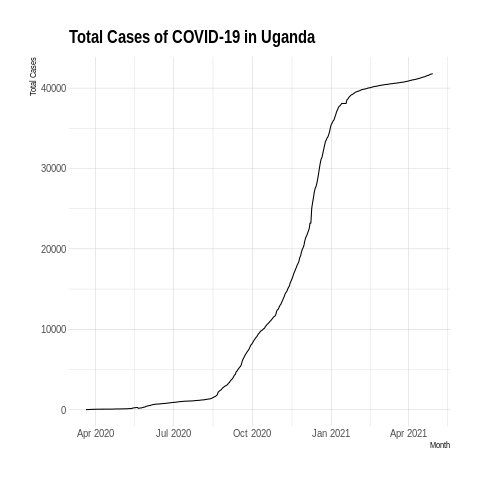 Total Cases of COVID-19 in Uganda
Total Cases
40000
30000
20000
10000
0
Apr 2020 Jul 2020 Oct 2020 Jan 2021 Apr 2021
Month